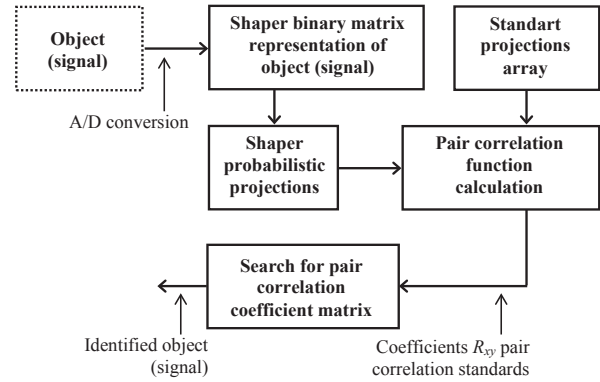 Object
(signal)
Shaper binary matrix
representation of
object (signal)
Standart
projections
array
A/D conversion
Shaper
probabilistic
projections
Pair correlation
function
calculation
Search for pair
correlation
coefficient matrix
Identified object
(signal)
Coefficients Rxy pair
correlation standards